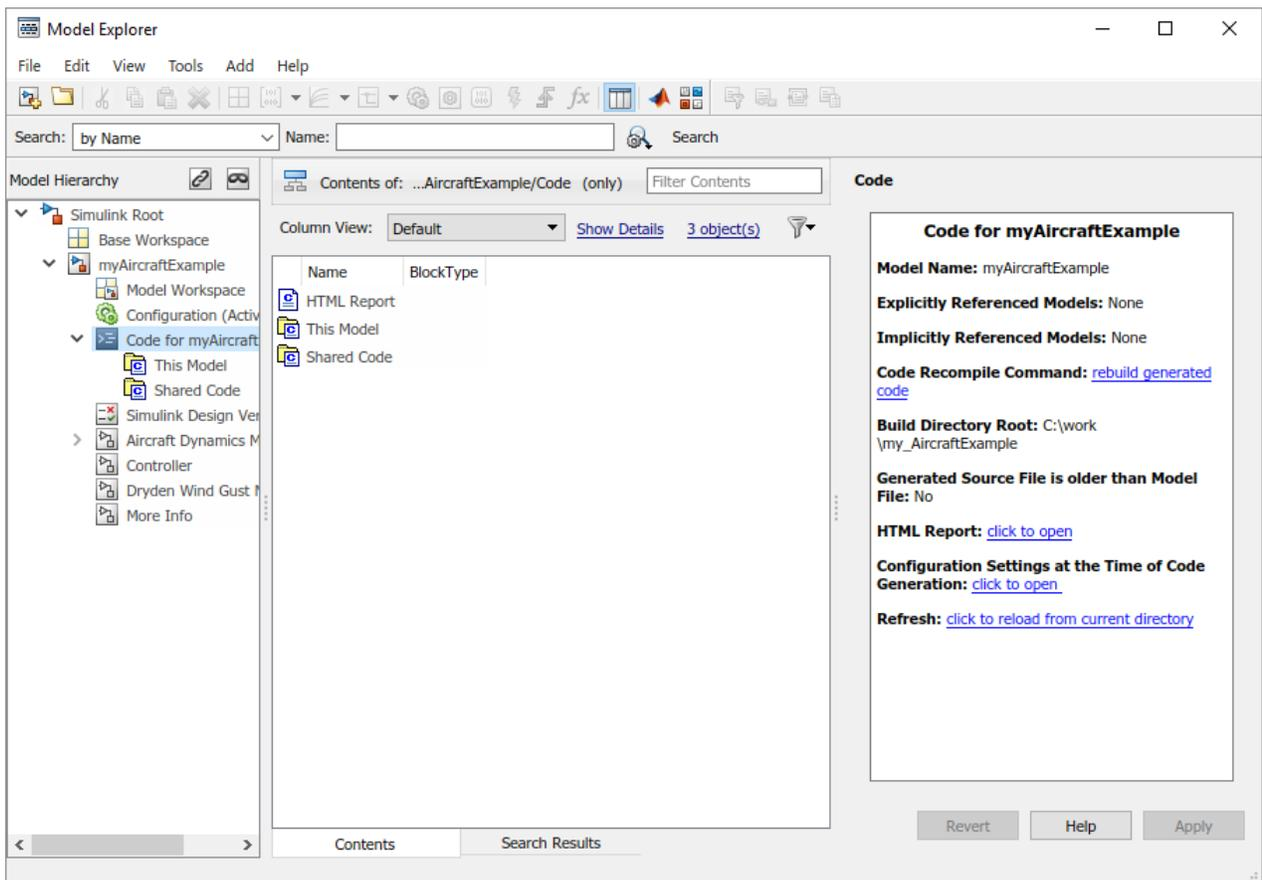 Model Explorer
File Edit View Tools Add Help
fx
Search: by Name Name: Search
Model Hierarchy
Simulink Root
Base Workspace
myAircraftExample
Model Workspace
Configuration (Activ
Code for myAircraft
This Model
Shared Code
Simulink Design Ver
Aircraft Dynamics M
Controller
Dryden Wind Gust M
More Info
Contents of: ...AircraftExample/Code (only) Filter Contents
Column View: Default Show Details 3 object(s)
Name BlockType
HTML Report
This Model
Shared Code
Contents Search Results
Code
Code for myAircraftExample
Model Name: myAircraftExample
Explicitly Referenced Models: None
Implicitly Referenced Models: None
Code Recompile Command: rebuild generated
code
Build Directory Root: C:\work
\my_AircraftExample
Generated Source File is older than Model
File: No
HTML Report: click to open
Configuration Settings at the Time of Code
Generation: click to open
Refresh: click to reload from current directory
Revert Help Apply